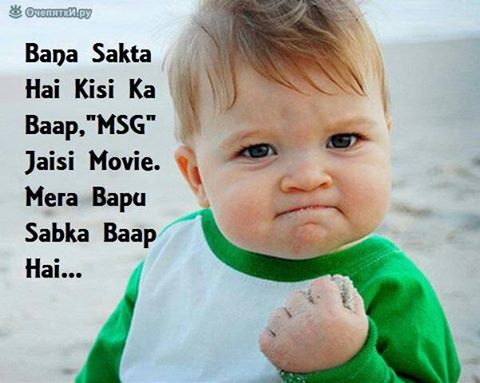 ОчепяткИ.ру
Bana Sakta
Hai Kisi Ka
Baap,"MSG"
Jaisi Movie.
Mera Bapu
Sabka Baap
Hai...